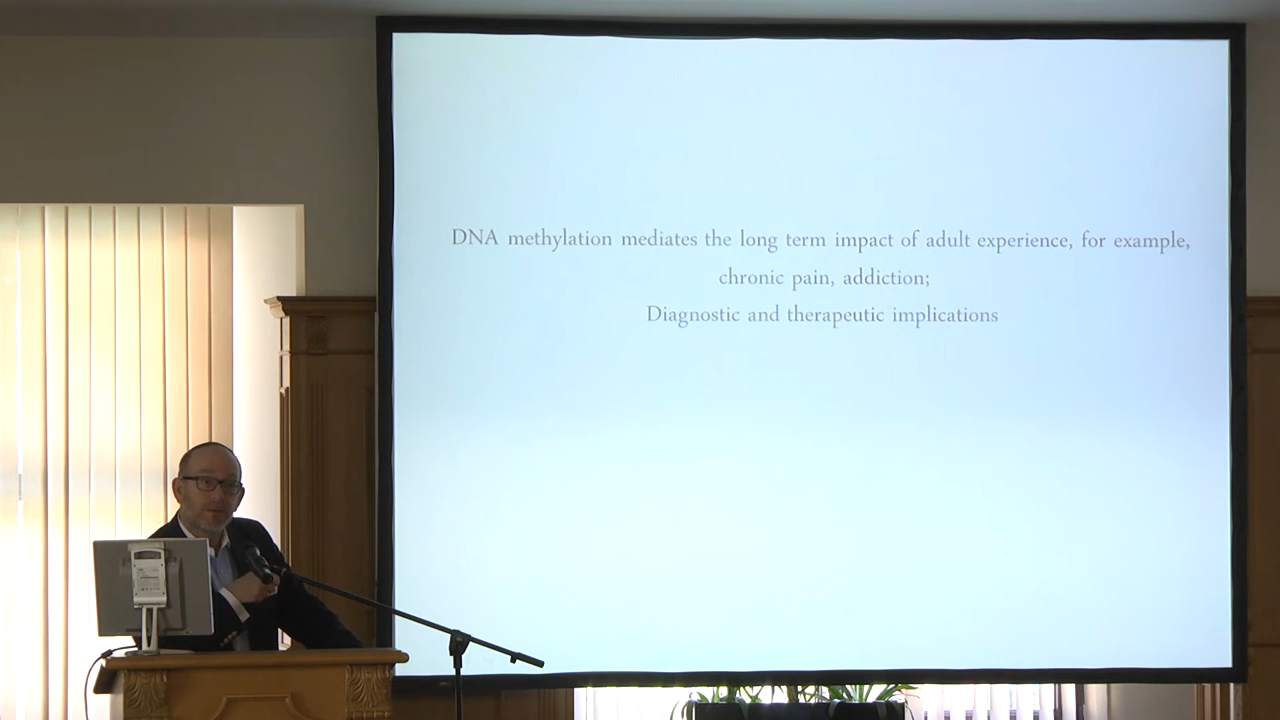 DNA methylation mediates the long term impact of adult experience, for example,
chronic pain, addiction;
Diagnostic and therapeutic implications